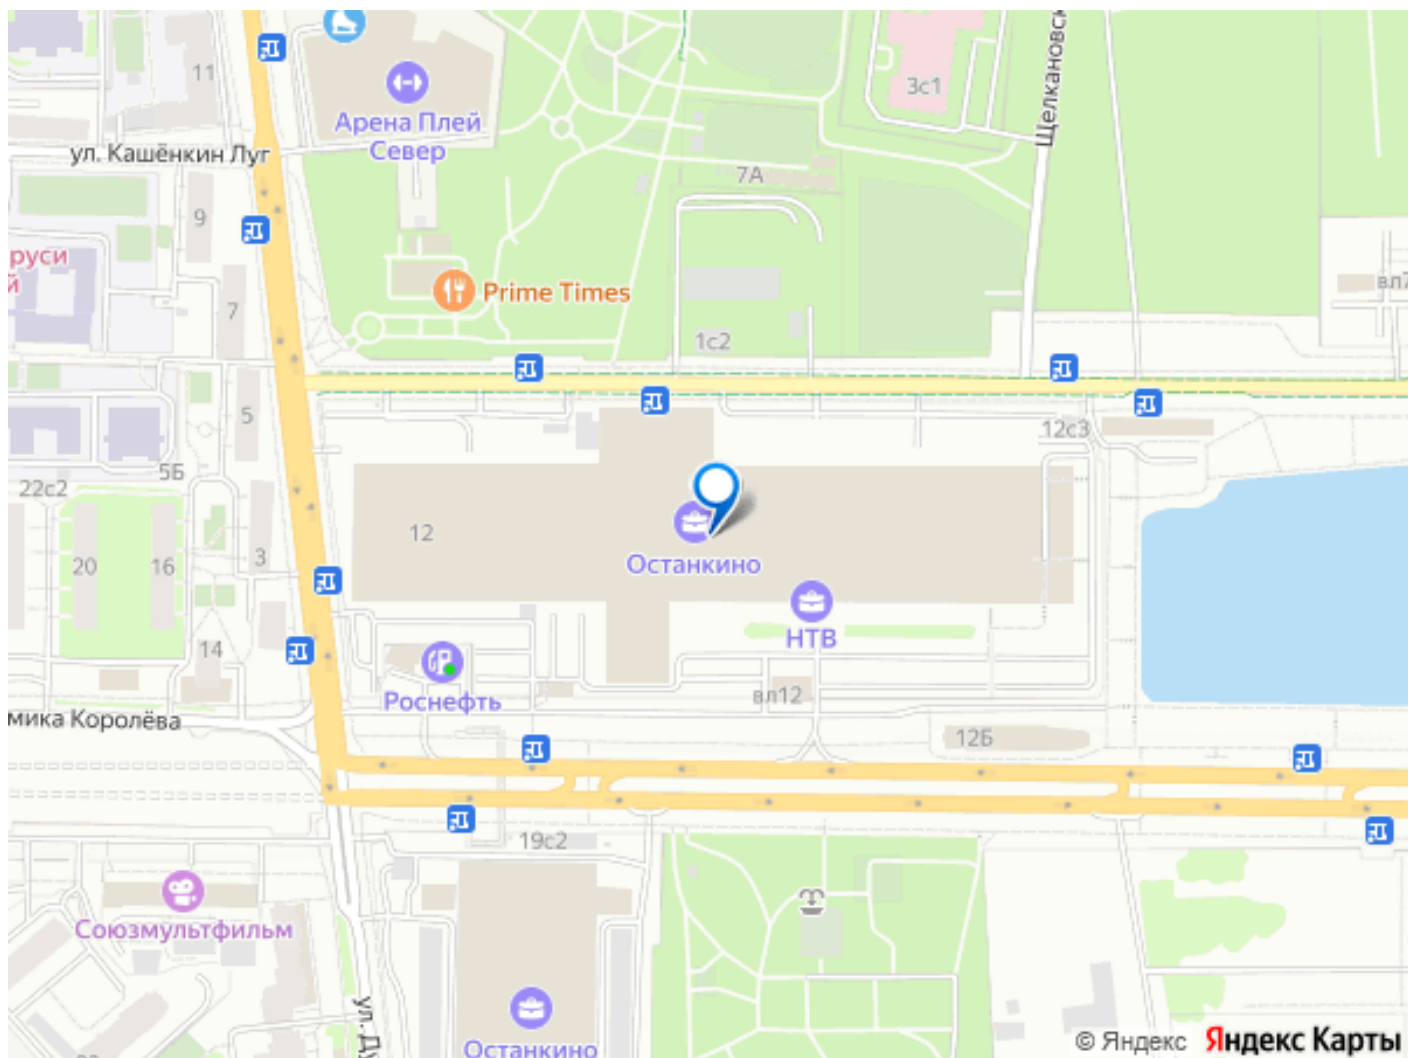 11
Арена Плей
Север
3с1
Щелкановск
ул. Кашёнкин Луг
7А
9
руси
й
Prime Times
вл7
7
1с2
5
12с3
5Б
22с2
12
3
20
16
Останкино
НТВ
14
Роснефть
вл12
мика Королёва
12Б
19с2
Союзмультфильм
ул. Ду
Останкино
© Яндекс Яндекс Карты